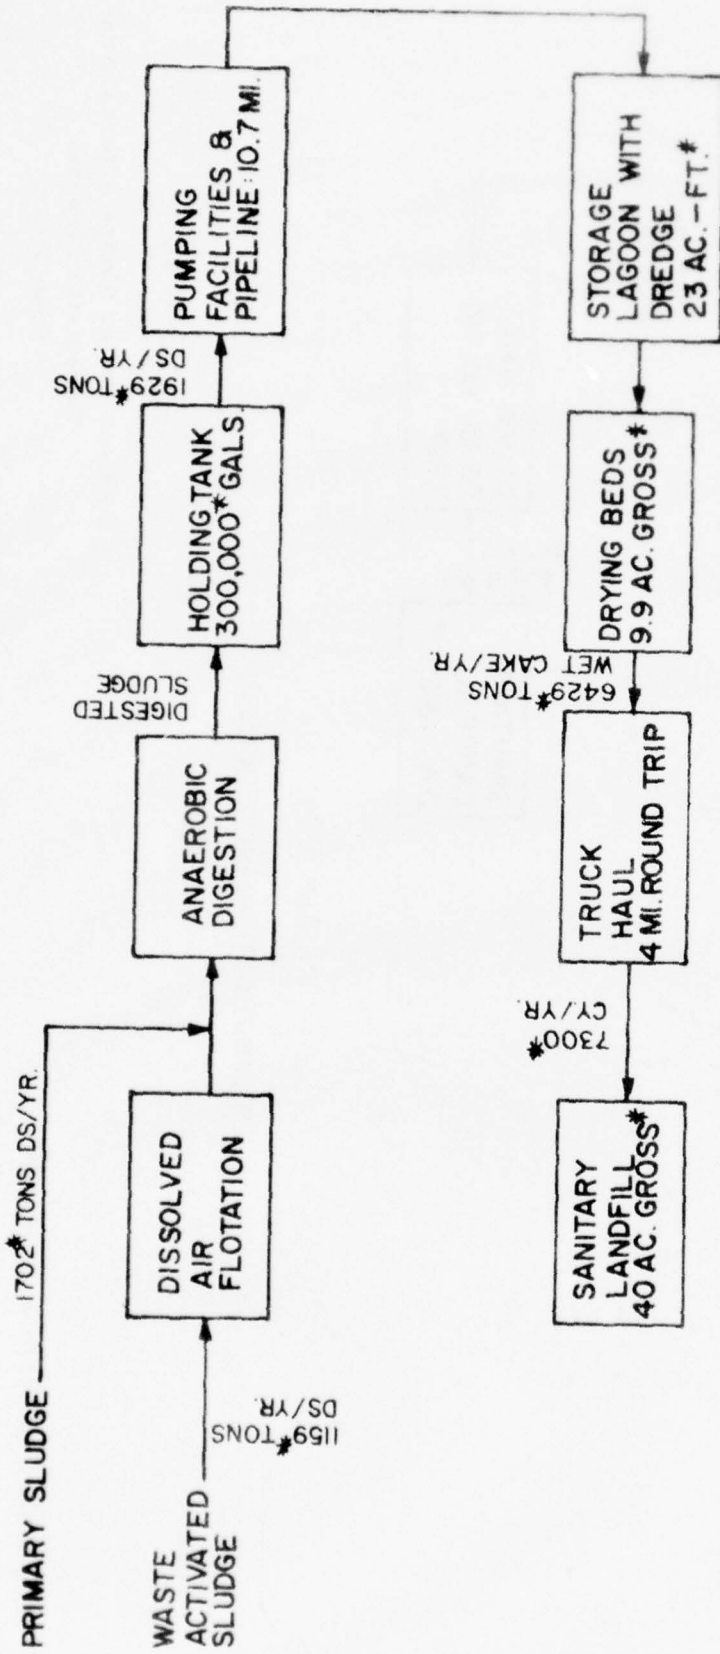 PRIMARY SLUDGE 1702* TONS DS/YR.
WASTE
ACTIVATED
SLUDGE
1159* TONS
DS/YR.
DISSOLVED
AIR
FLOTATION
ANAEROBIC
DIGESTION
DIGESTED
SLUDGE
HOLDING TANK
300,000* GALS.
1929* TONS
DS/YR.
PUMPING
FACILITIES &
PIPELINE: 10.7 MI.
STORAGE
LAGOON WITH
DREDGE
23 AC.-FT.*
DRYING BEDS
9.9 AC. GROSS*
6429* TONS
WET CAKE/YR.
TRUCK
HAUL
4 MI. ROUND TRIP
7300*
CY/YR.
SANITARY
LANDFILL
40 AC. GROSS*